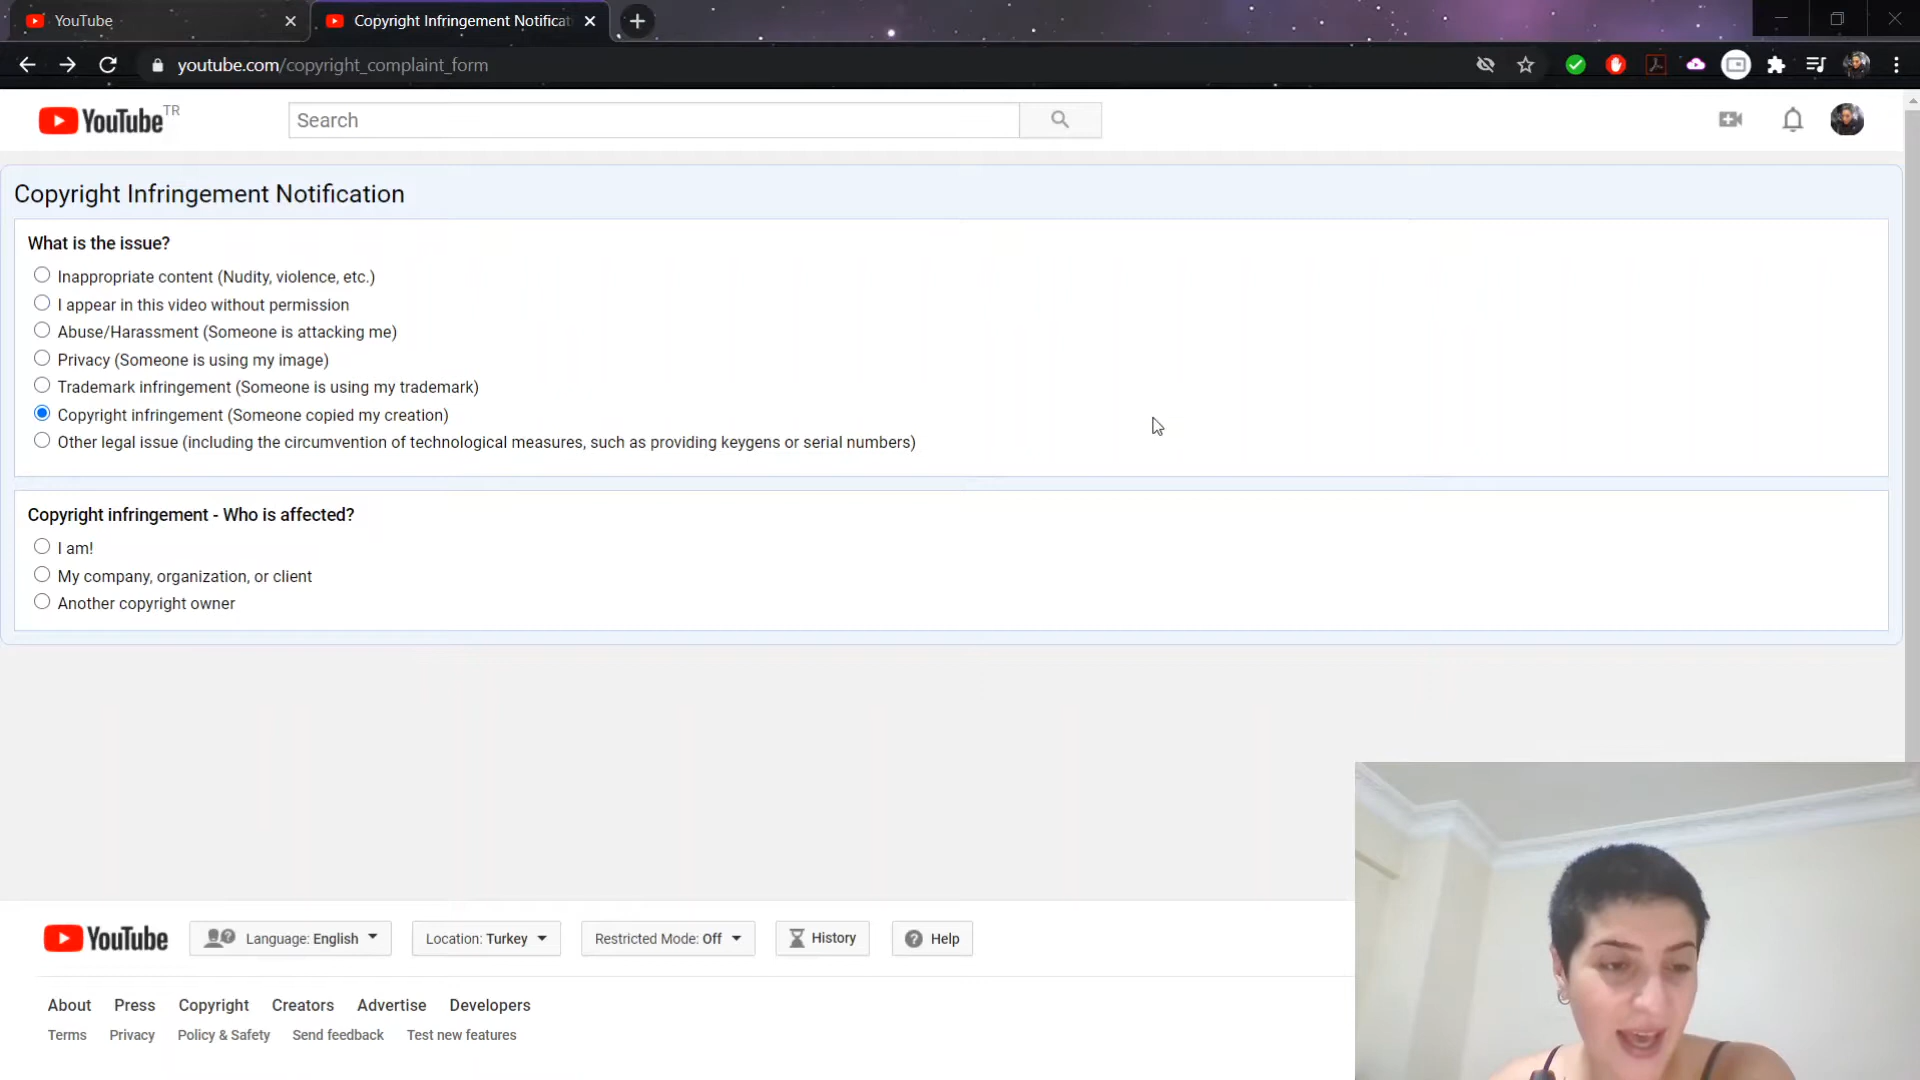 YouTube
Copyright Infringement Notificat
youtube.com/copyright_complaint_form
YouTube TR
Search
Copyright Infringement Notification
What is the issue?
Inappropriate content (Nudity, violence, etc.)
I appear in this video without permission
Abuse/Harassment (Someone is attacking me)
Privacy (Someone is using my image)
Trademark infringement (Someone is using my trademark)
Copyright infringement (Someone copied my creation)
Other legal issue (including the circumvention of technological measures, such as providing keygens or serial numbers)
Copyright infringement - Who is affected?
I am!
My company, organization, or client
Another copyright owner
YouTube
Language: English
Location: Turkey
Restricted Mode: Off
History
Help
About Press Copyright Creators Advertise Developers
Terms Privacy Policy & Safety Send feedback Test new features